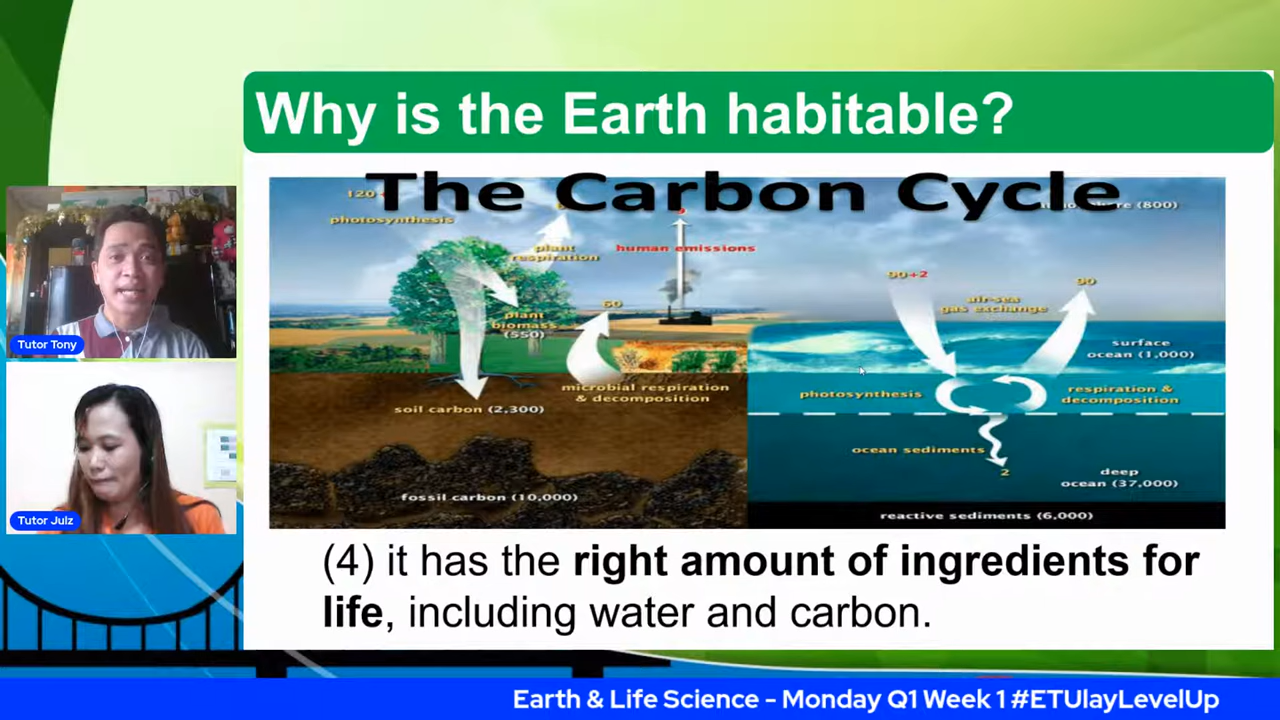 Why is the Earth habitable?
The Carbon Cycle
120
photosynthesis
plant
respiration
human emissions
(800)
plant
biomass
(550)
60
microbial respiration
& decomposition
soil carbon (2,300)
fossil carbon (10,000)
90+2
90
air-sea
gas exchange
surface
ocean (1,000)
photosynthesis
respiration &
decomposition
ocean sediments
2
deep
ocean (37,000)
reactive sediments (6,000)
(4) it has the right amount of ingredients for
life, including water and carbon.
Tutor Tony
Tutor Julz
Earth & Life Science - Monday Q1 Week 1 #ETUlayLevelUp